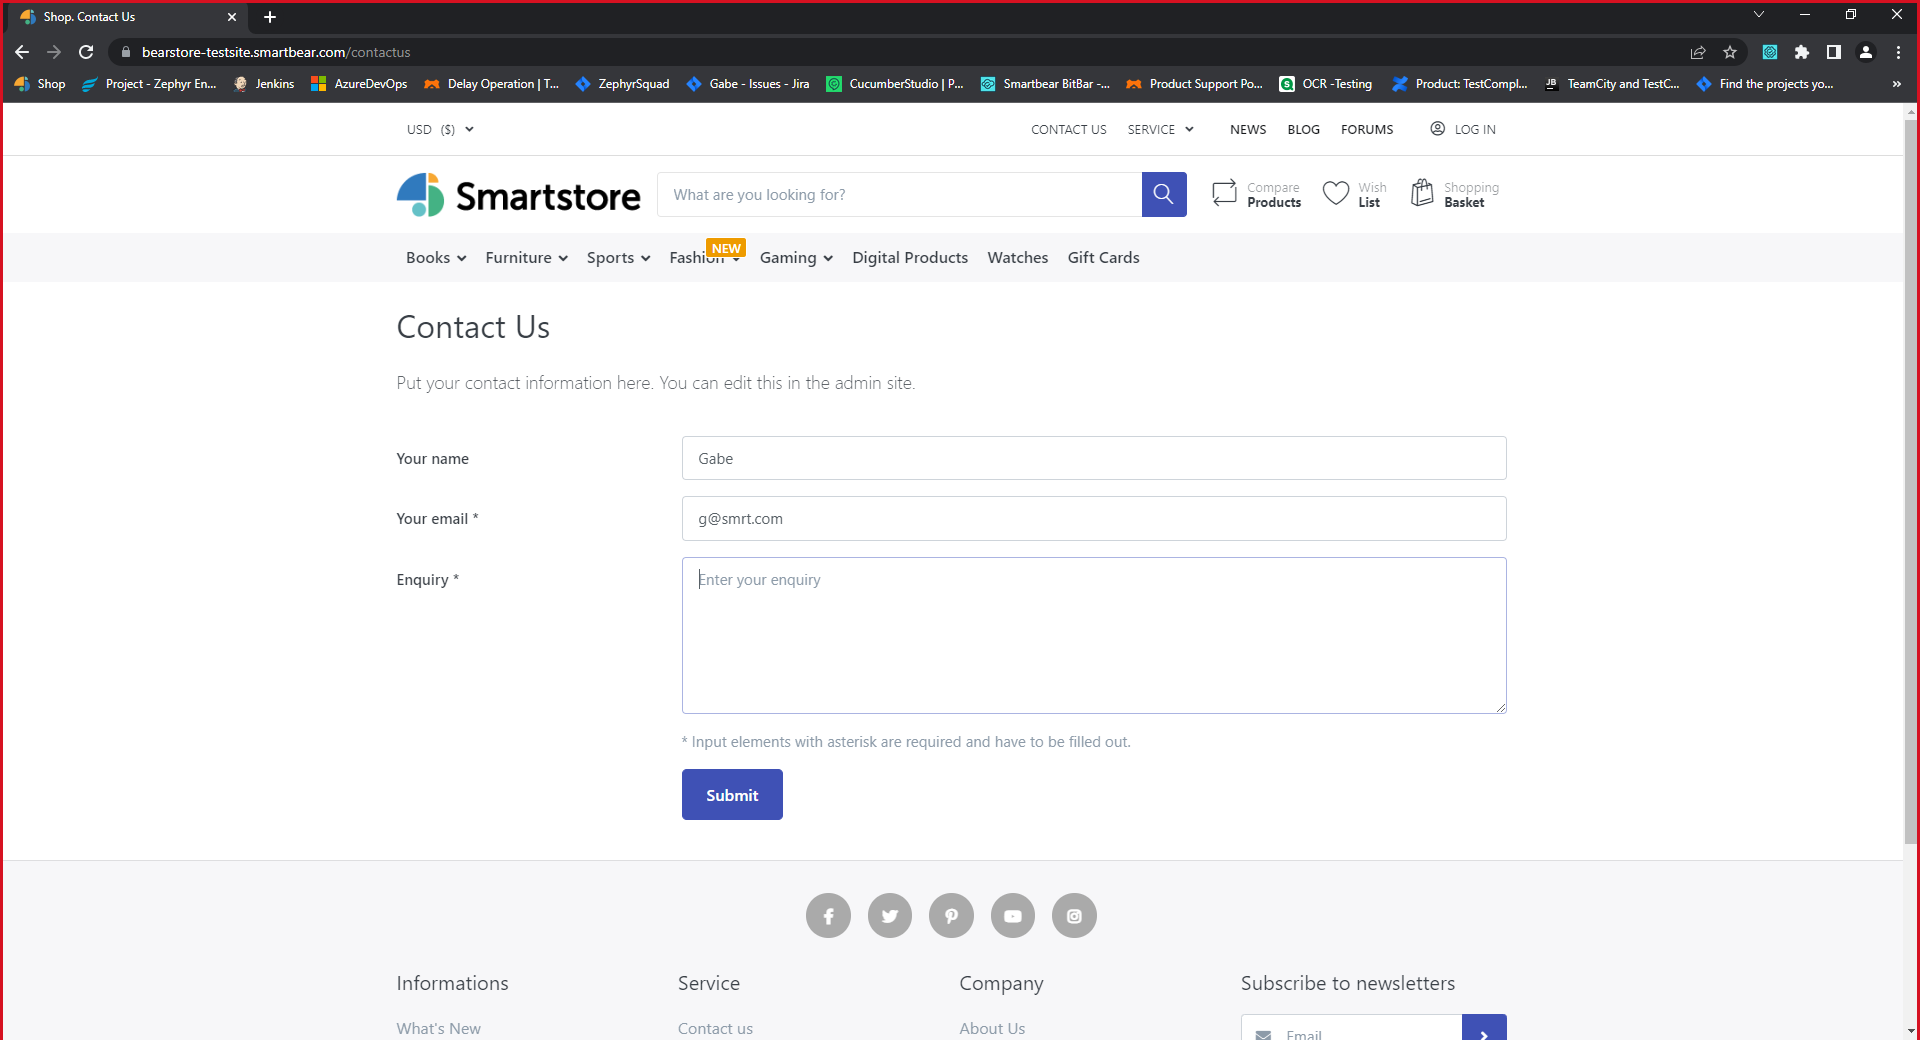 Shop. Contact Us
bearstore-testsite.smartbear.com/contactus
Shop Project - Zephyr En... Jenkins AzureDevOps Delay Operation | T... ZephyrSquad Gabe - Issues - Jira CucumberStudio | P... Smartbear BitBar -... Product Support Po... OCR -Testing Product: TestCompl... TeamCity and TestC... Find the projects yo... »
USD ($) CONTACT US SERVICE NEWS BLOG FORUMS LOG IN
Smartstore What are you looking for? Compare Products Wish List Shopping Basket
NEW
Books Furniture Sports Fashion Gaming Digital Products Watches Gift Cards
Contact Us
Put your contact information here. You can edit this in the admin site.
Your name Gabe
Your email * g@smrt.com
Enquiry * Enter your enquiry
* Input elements with asterisk are required and have to be filled out.
Submit
Informations Service Company Subscribe to newsletters
What's New Contact us About Us Email